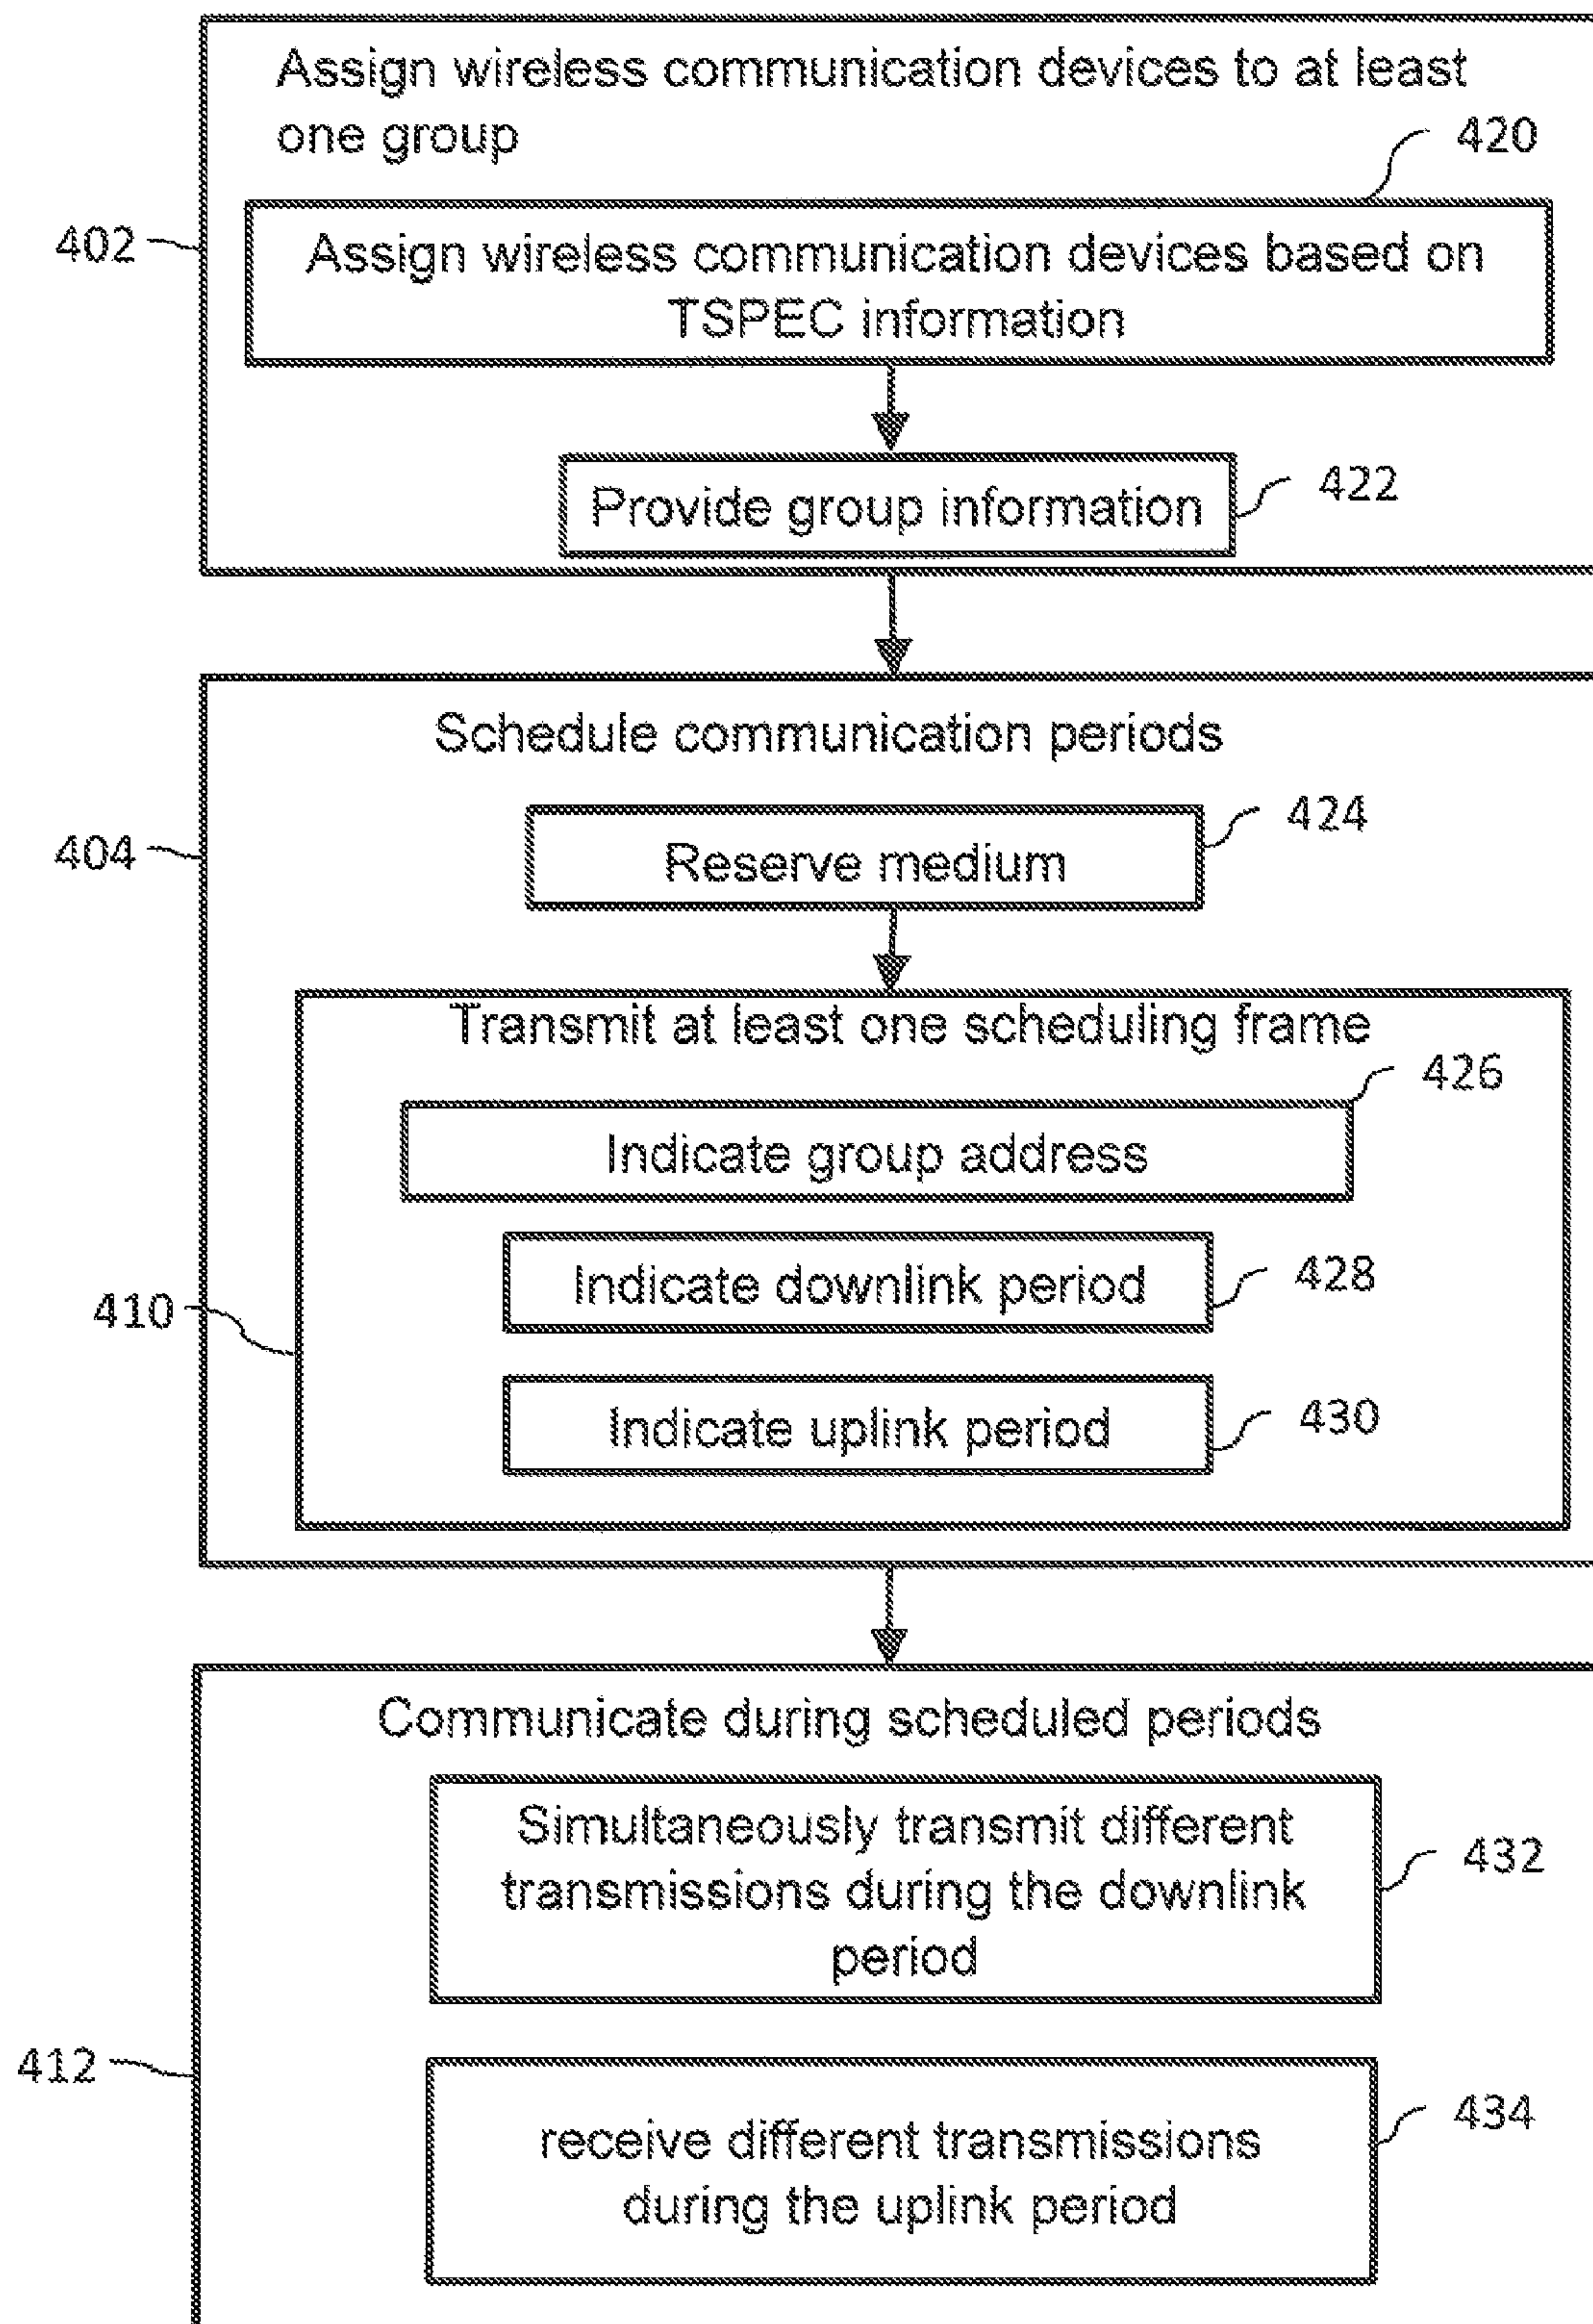 Assign wireless communication devices to at least
one group
420
402
Assign wireless communication devices based on
TSPEC information
422
Provide group information
Schedule communication periods
424
404
Reserve medium
Transmit at least one scheduling frame
426
Indicate group address
428
Indicate downlink period
410
430
Indicate uplink period
Communicate during scheduled periods
Simultaneously transmit different
432
transmissions during the downlink
period
412
434
receive different transmissions
during the uplink period